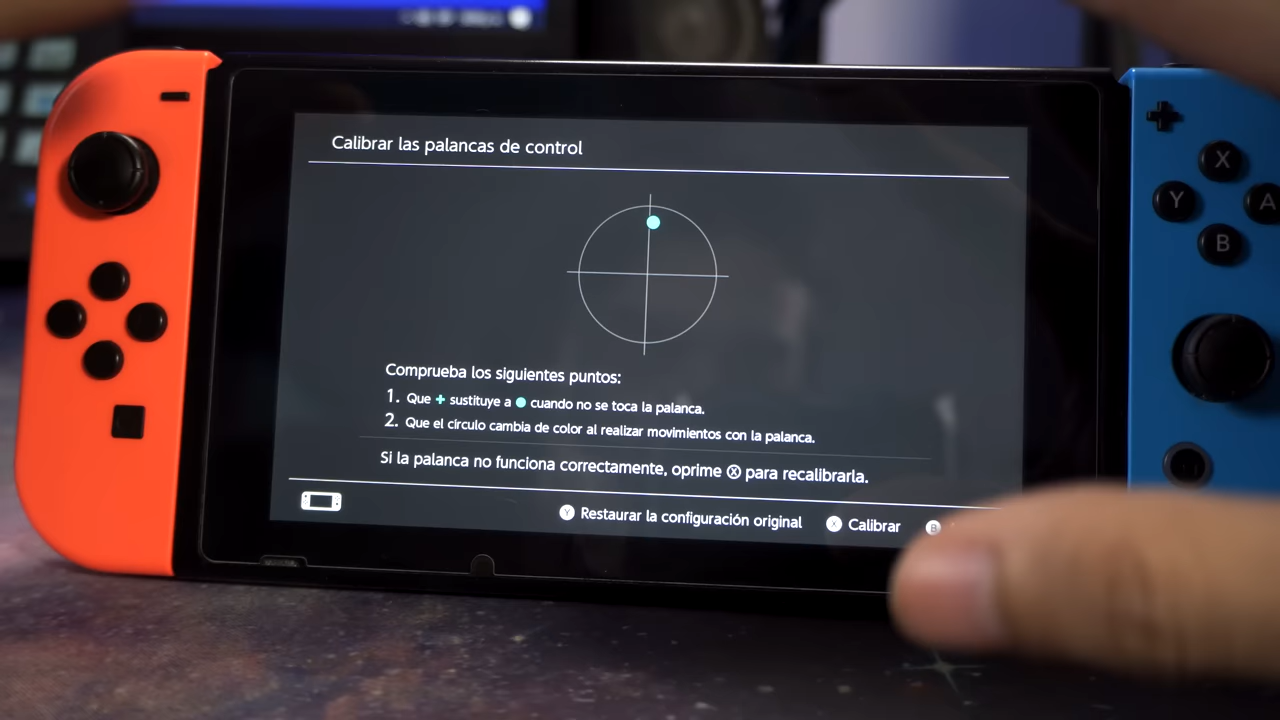 Calibrar las palancas de control
Comprueba los siguientes puntos:
1. Que + sustituye a ● cuando no se toca la palanca.
2. Que el círculo cambia de color al realizar movimientos con la palanca.
Si la palanca no funciona correctamente, oprime Ⓧ para recalibrarla.
Ⓨ Restaurar la configuración original Ⓧ Calibrar Ⓑ
X
Y
A
B